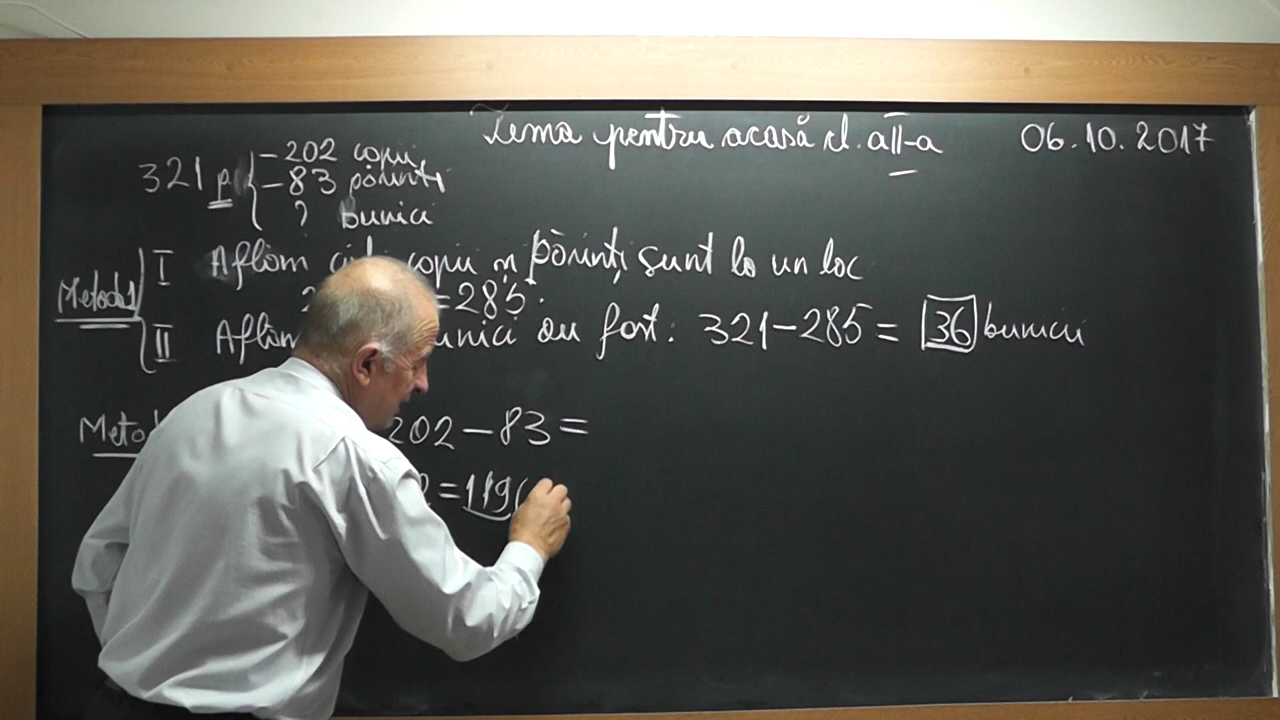 Tema pentru acasă cl. a II-a 06.10.2017
321 p { - 202 copii,
- 83 părinți
? bunici
Metoda 1
I Aflăm copii și părinți sunt la un loc
= 285.
II Aflăm au fost: 321 - 285 = 36 bunici
202 - 83 =
= 119